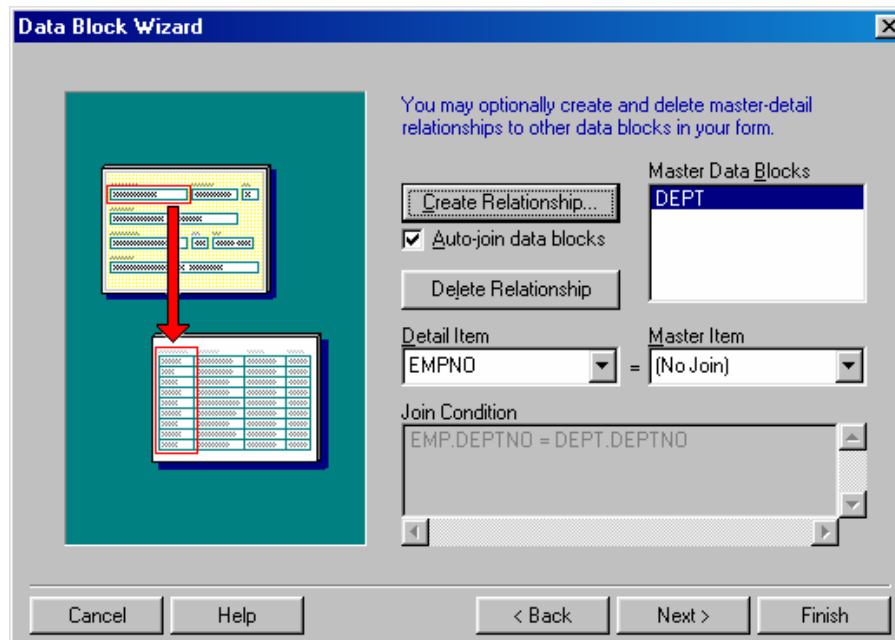 Data Block Wizard
You may optionally create and delete master-detail
relationships to other data blocks in your form.
Create Relationship...
Auto-join data blocks
Delete Relationship
Master Data Blocks
DEPT
Detail Item
EMPNO
=
Master Item
(No Join)
Join Condition
EMP.DEPTNO = DEPT.DEPTNO
Cancel
Help
< Back
Next >
Finish